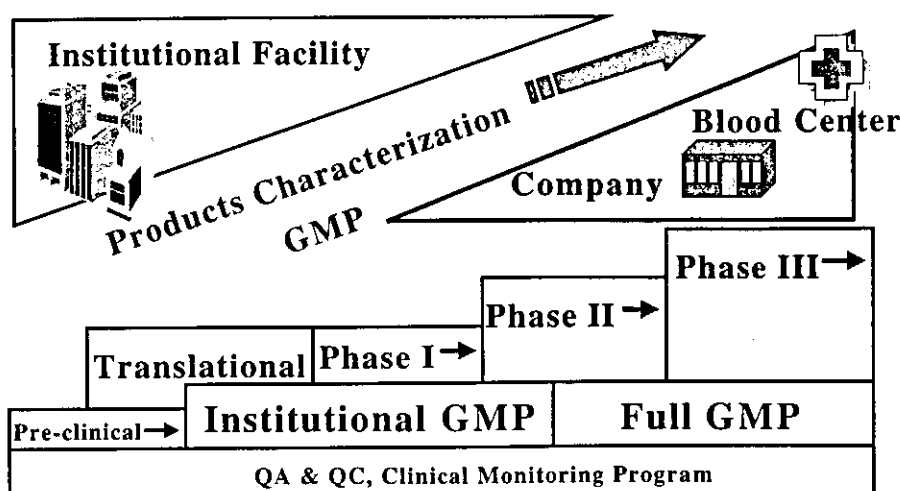 Institutional Facility
Blood Center
Company
Products Characterization
GMP
Phase III
Phase II
Translational
Phase I
Institutional GMP
Full GMP
Pre-clinical
QA & QC, Clinical Monitoring Program